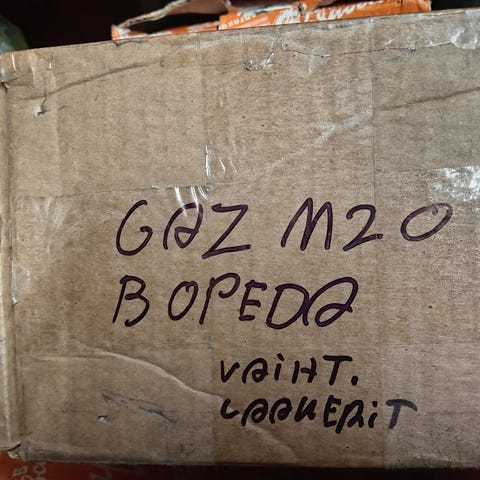 GAZ M20
BOPEDA
VAIHT.
LAAKERIT